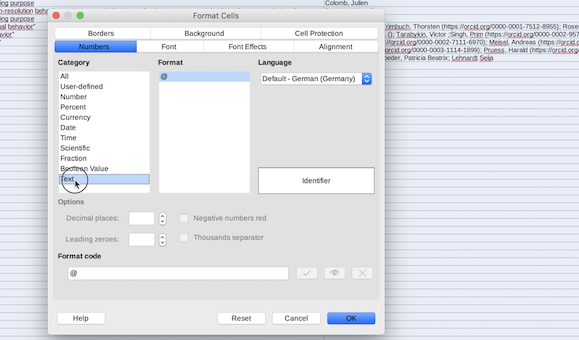 ing purpose
n-resolution beha
ing purpose
al behavior"
avior"
Colomb, Julien
rimbuch, Thorsten (https://orcid.org/0000-0001-7512-8955); Rose
(); Tarabykin, Victor ;Singh, Prim (https://orcid.org/0000-0002-957
orcid.org/0000-0002-7111-6970); Meisel, Andreas (https://orcid.o
rcid.org/0000-0003-1114-1899); Pruess, Harald (https://orcid.org/
eder, Patricia Beatrix; Lehnardt Seija
Format Cells
Borders Background Cell Protection
Numbers Font Font Effects Alignment
Category Format Language
All
User-defined
Number
Percent
Currency
Date
Time
Scientific
Fraction
Boolean Value
Text
@
Default - German (Germany)
Identifier
Options
Decimal places:
Negative numbers red
Leading zeroes:
Thousands separator
Format code
@
Help Reset Cancel OK